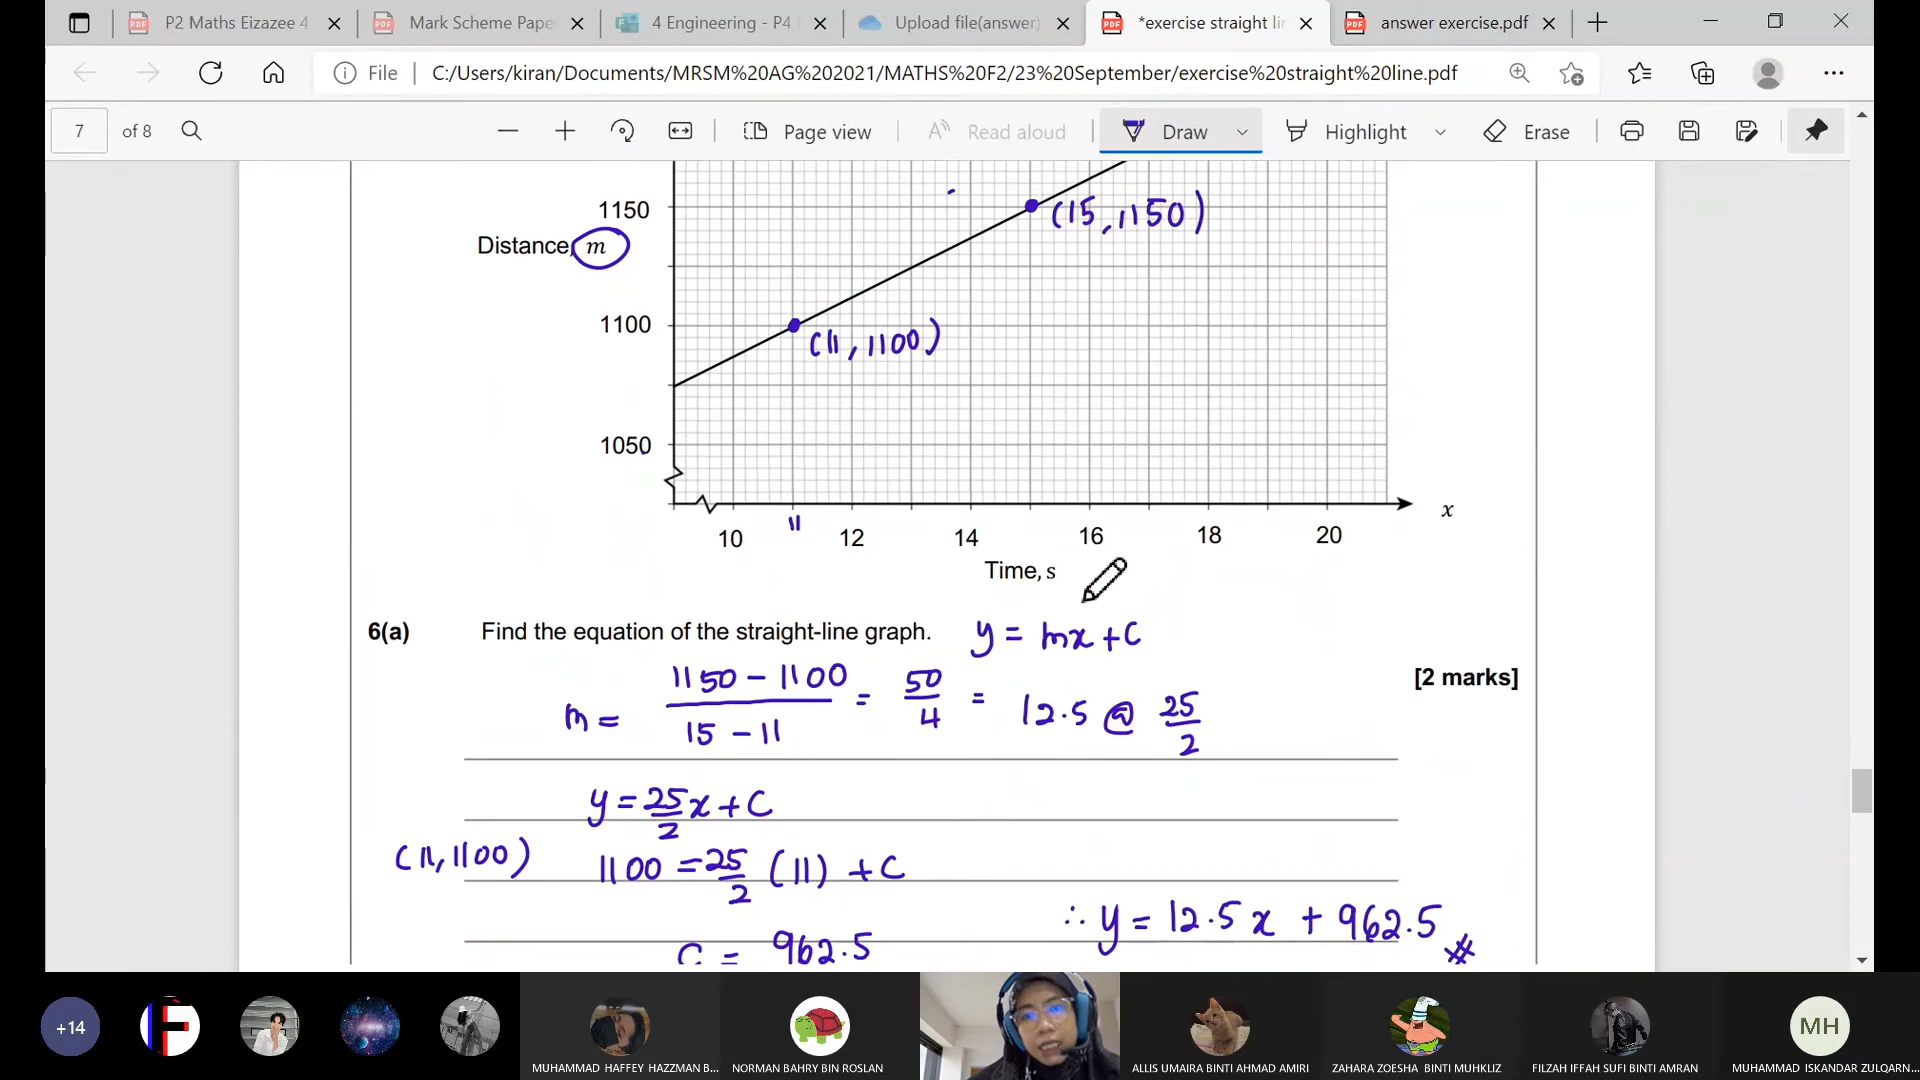 P2 Maths Eizazee 4
Mark Scheme Pape
4 Engineering - P4
Upload file(answer)
*exercise straight lin
answer exercise.pdf
File | C:/Users/kiran/Documents/MRSM%20AG%202021/MATHS%20F2/23%20September/exercise%20straight%20line.pdf
7 of 8
Page view
Read aloud
Draw
Highlight
Erase
1150
(15, 1150)
Distance, m
1100
(11, 1100)
1050
x
11
10 12 14 16 18 20
Time, s
6(a) Find the equation of the straight-line graph. y = mx + c
[2 marks]
m = 1150 - 1100 / 15 - 11 = 50/4 = 12.5 @ 25/2
y = 25/2 x + c
(11, 1100) 1100 = 25/2 (11) + c
∴ y = 12.5 x + 962.5 #
c = 962.5
+14
F
MUHAMMAD HAFFEY HAZZMAN B...
NORMAN BAHRY BIN ROSLAN
ALLIS UMAIRA BINTI AHMAD AMIRI
ZAHARA ZOESHA BINTI MUHKLIZ
FILZAH IFFAH SUFI BINTI AMRAN
MH
MUHAMMAD ISKANDAR ZULQARN...